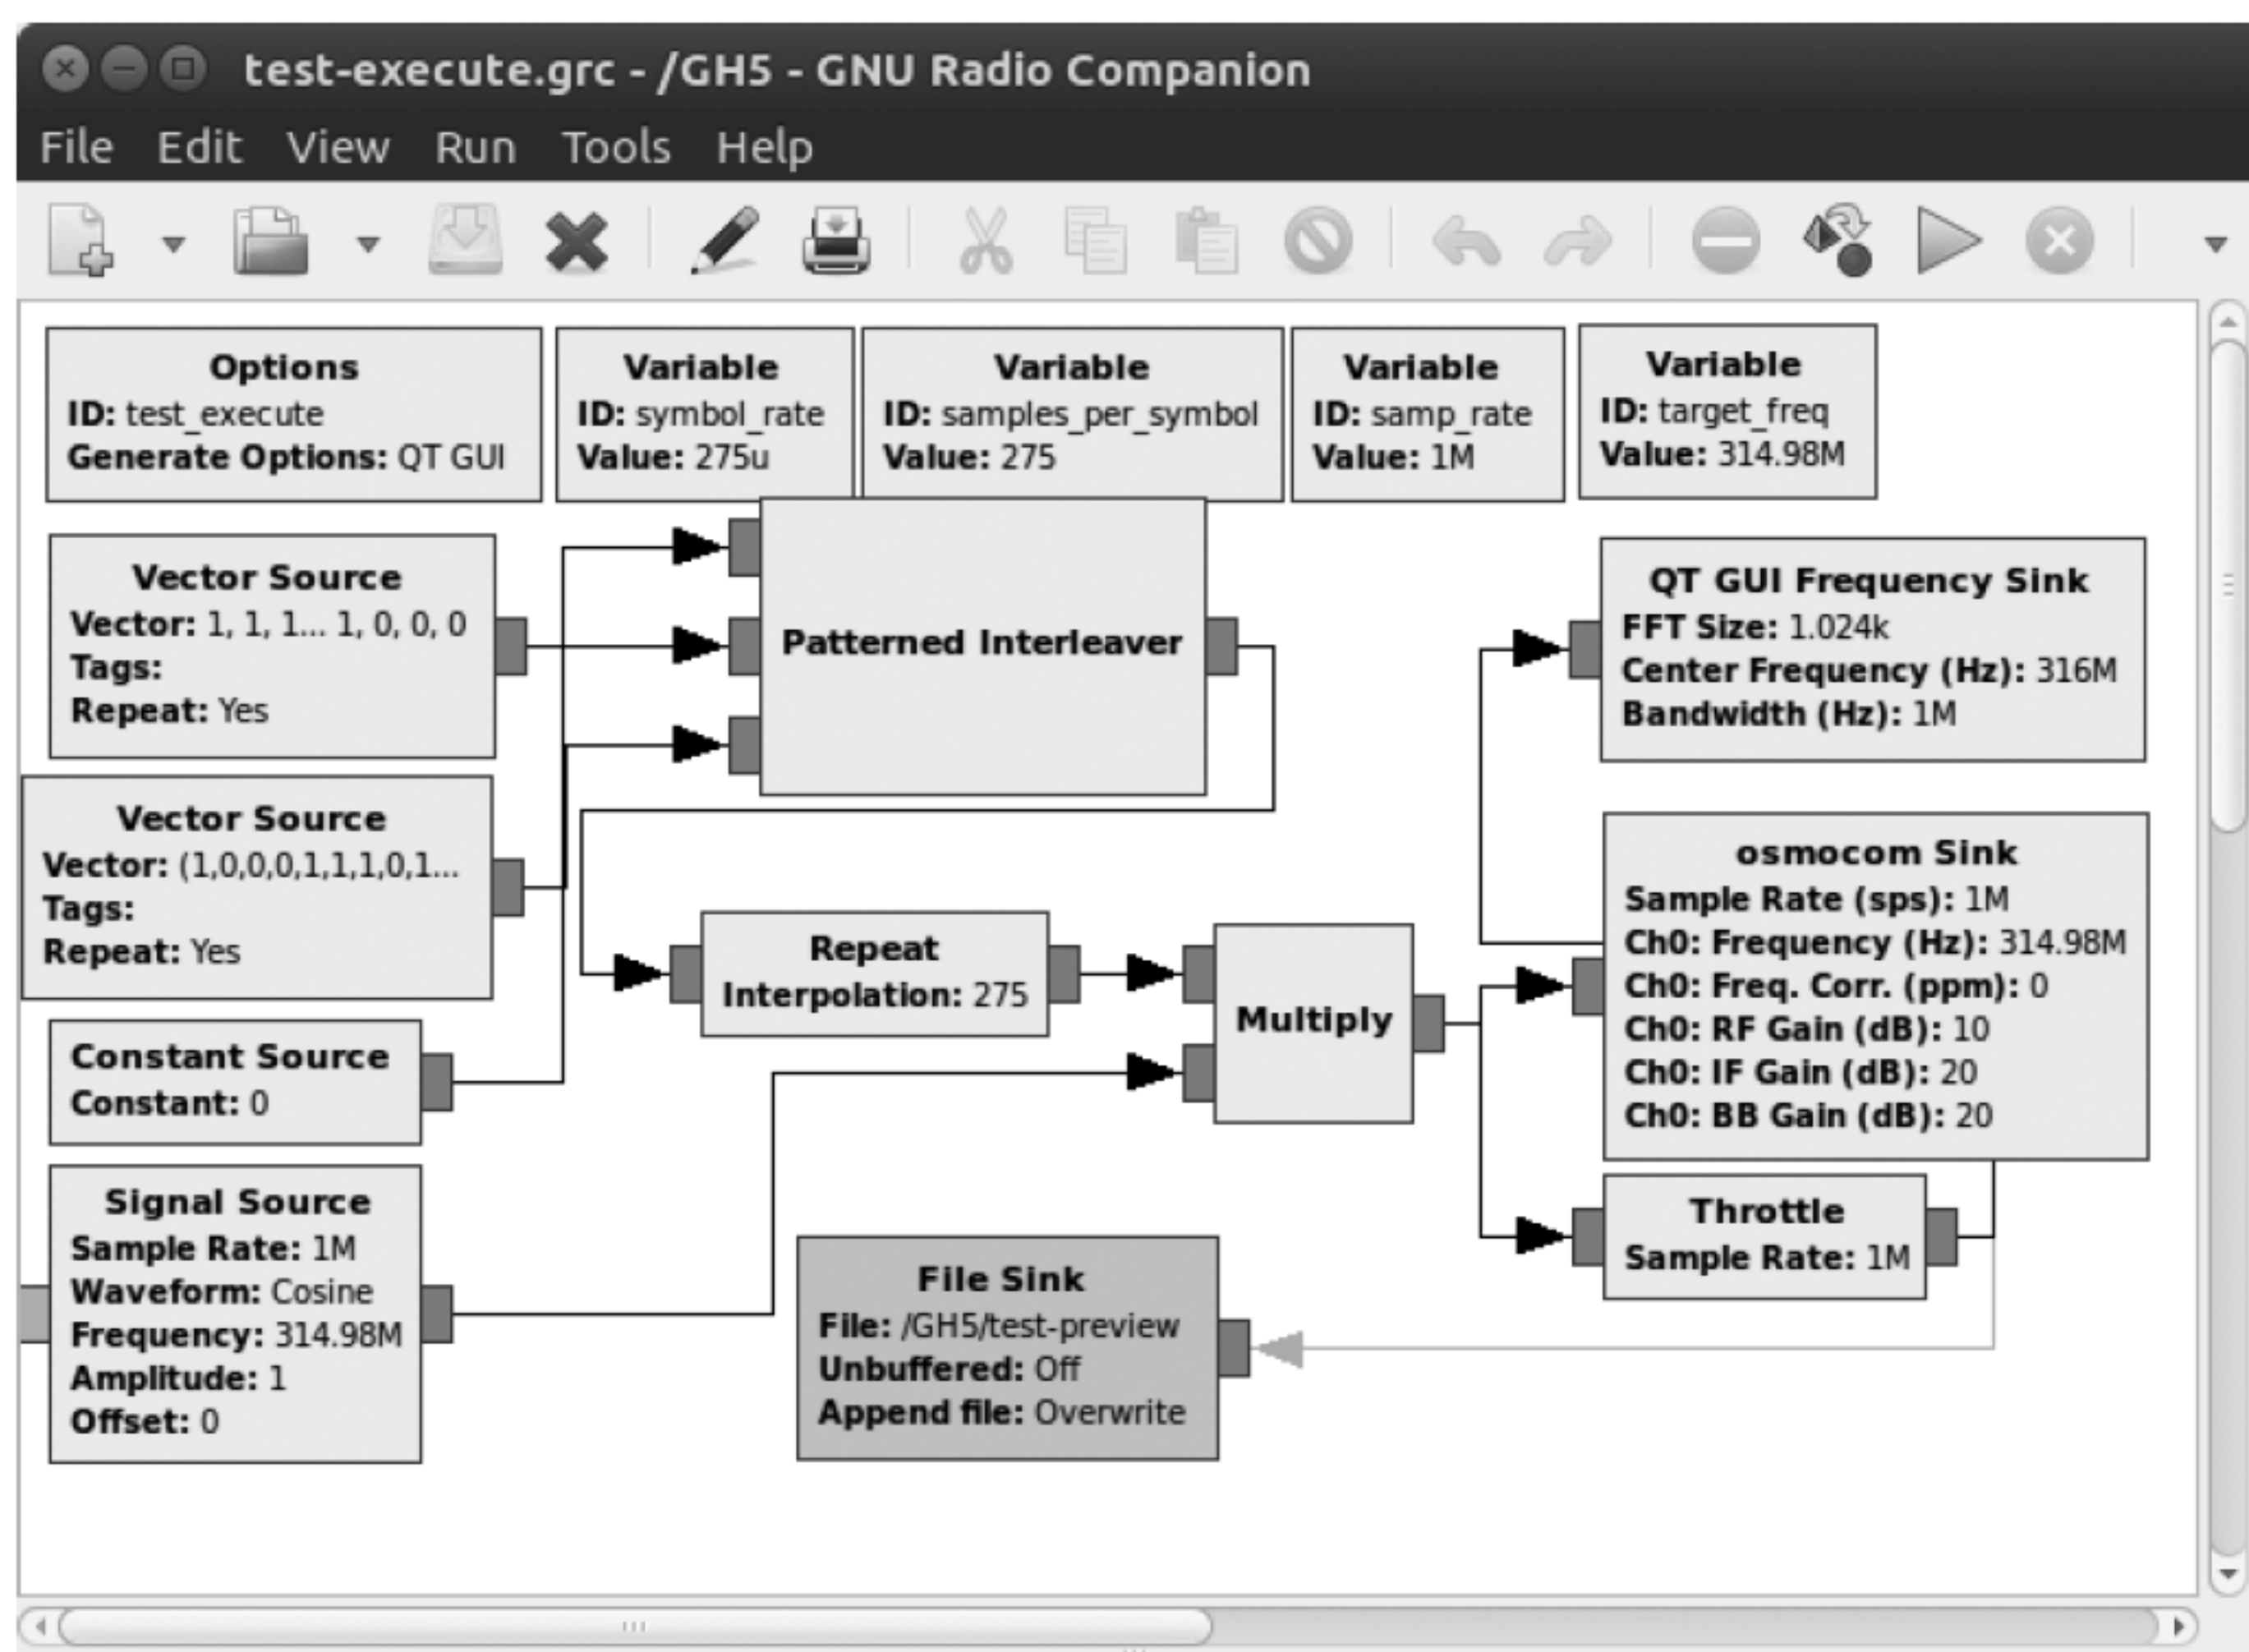 test-execute.grc - /GH5 - GNU Radio Companion
File Edit View Run Tools Help
Options
ID: test_execute
Generate Options: QT GUI
Variable
ID: symbol_rate
Value: 275u
Variable
ID: samples_per_symbol
Value: 275
Variable
ID: samp_rate
Value: 1M
Variable
ID: target_freq
Value: 314.98M
Vector Source
Vector: 1, 1, 1... 1, 0, 0, 0
Tags:
Repeat: Yes
Patterned Interleaver
QT GUI Frequency Sink
FFT Size: 1.024k
Center Frequency (Hz): 316M
Bandwidth (Hz): 1M
Vector Source
Vector: (1,0,0,0,1,1,1,0,1...
Tags:
Repeat: Yes
Repeat
Interpolation: 275
Multiply
osmocom Sink
Sample Rate (sps): 1M
Ch0: Frequency (Hz): 314.98M
Ch0: Freq. Corr. (ppm): 0
Ch0: RF Gain (dB): 10
Ch0: IF Gain (dB): 20
Ch0: BB Gain (dB): 20
Constant Source
Constant: 0
Signal Source
Sample Rate: 1M
Waveform: Cosine
Frequency: 314.98M
Amplitude: 1
Offset: 0
File Sink
File: /GH5/test-preview
Unbuffered: Off
Append file: Overwrite
Throttle
Sample Rate: 1M